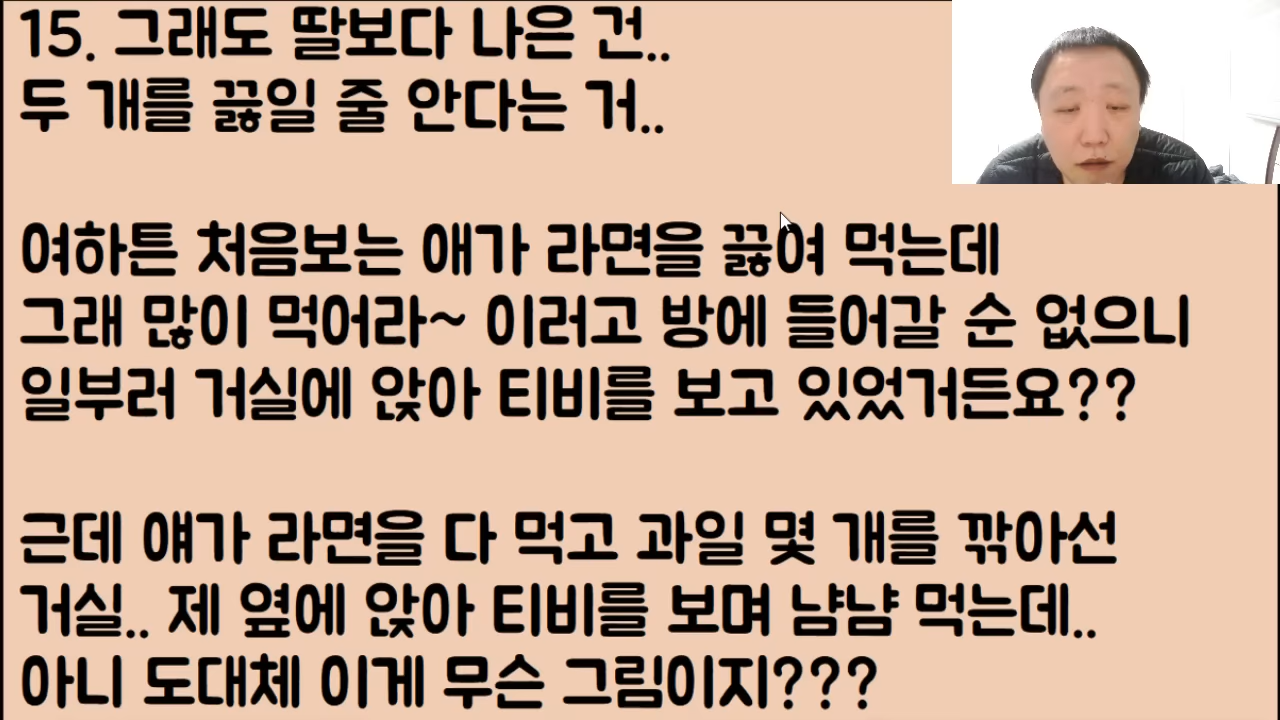 15. 그래도 딸보다 나은 건..
두 개를 끓일 줄 안다는 거..
여하튼 처음보는 애가 라면을 끓여 먹는데
그래 많이 먹어라~ 이러고 방에 들어갈 순 없으니
일부러 거실에 앉아 티비를 보고 있었거든요??
근데 얘가 라면을 다 먹고 과일 몇 개를 깎아선
거실.. 제 옆에 앉아 티비를 보며 냠냠 먹는데..
아니 도대체 이게 무슨 그림이지???